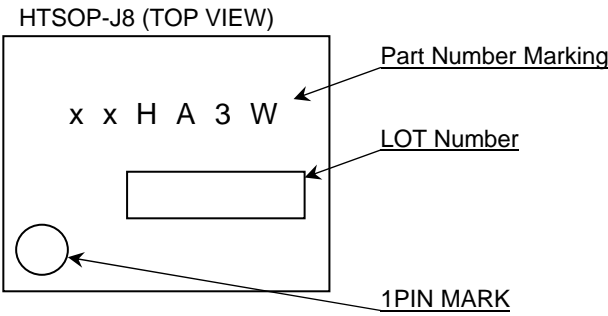 HTSOP-J8 (TOP VIEW)
Part Number Marking
x x H A 3 W
LOT Number
1PIN MARK